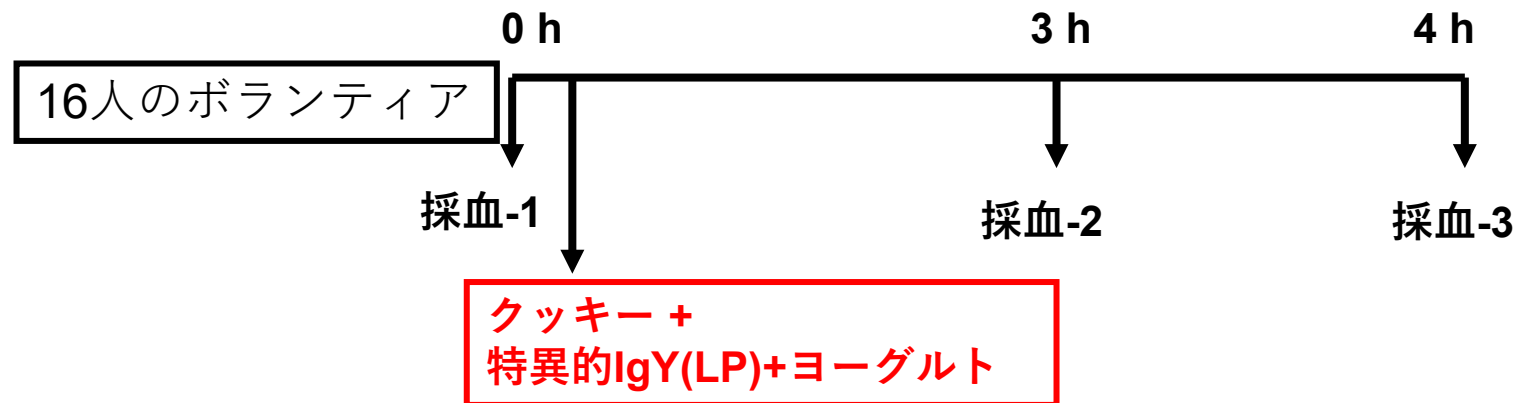 0 h
3 h
4 h
16人のボランティア
採血-1
採血-2
採血-3
クッキー +
特異的IgY(LP)+ヨーグルト